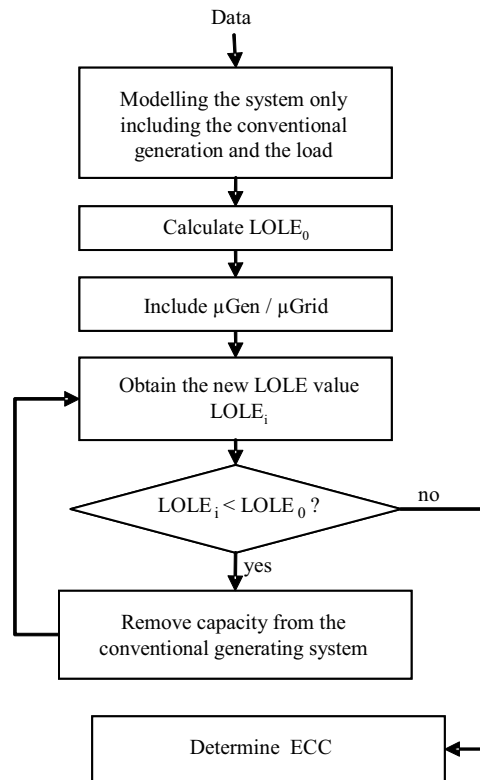 Data
Modelling the system only
including the conventional
generation and the load
Calculate LOLE₀
Include µGen / µGrid
Obtain the new LOLE value
LOLEᵢ
LOLEᵢ < LOLE₀ ?
no
yes
Remove capacity from the
conventional generating system
Determine ECC